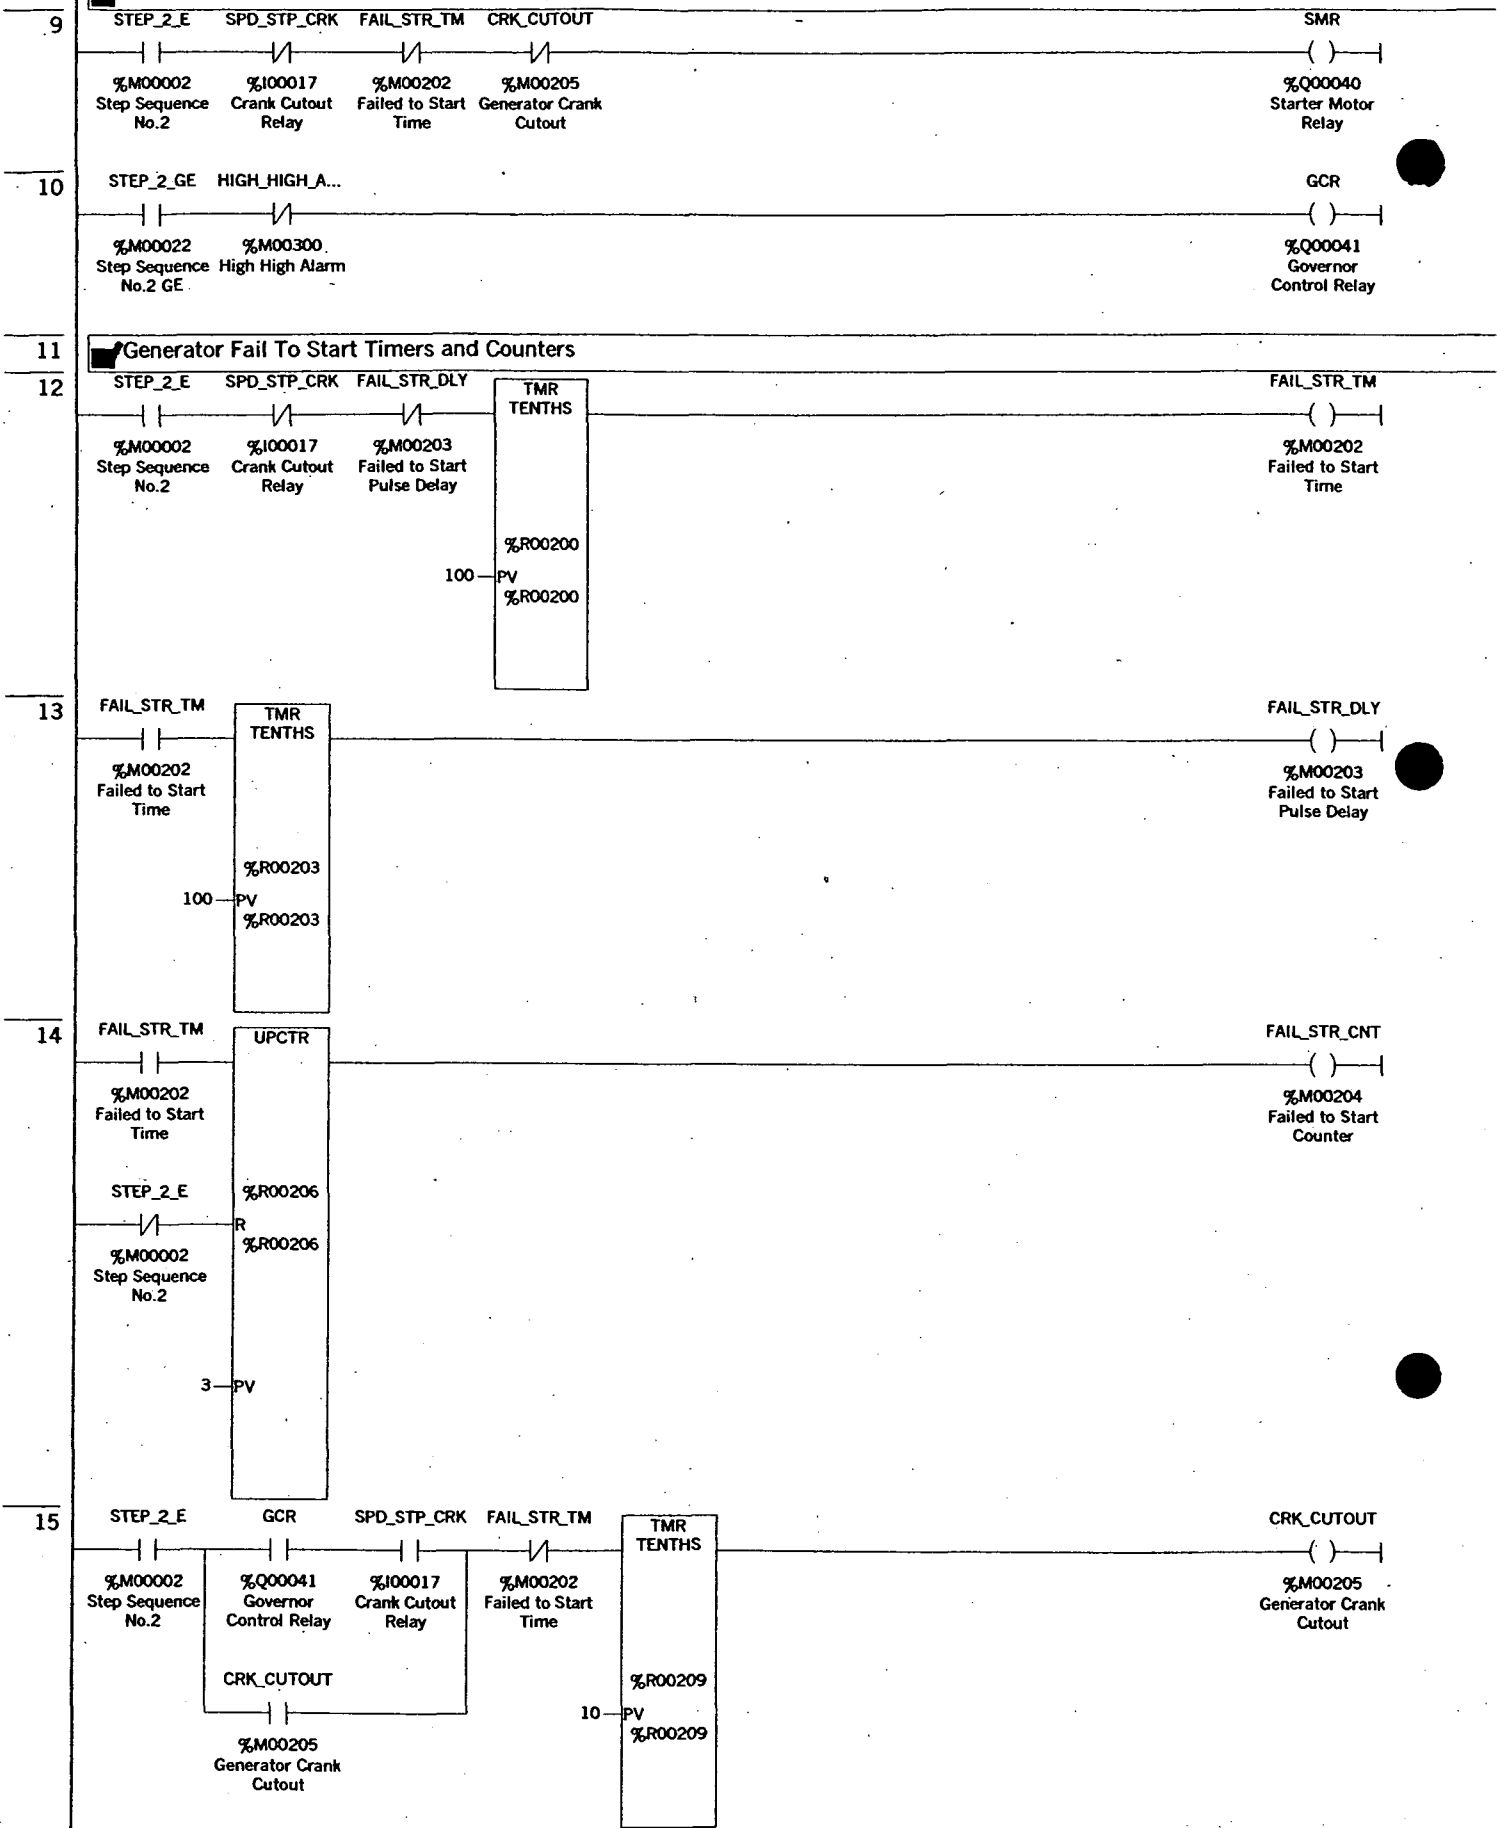 9
STEP_2_E SPD_STP_CRK FAIL_STR_TM CRK_CUTOUT SMR
%M00002 %I00017 %M00202 %M00205 %Q00040
Step Sequence Crank Cutout Failed to Start Generator Crank Starter Motor
No.2 Relay Time Cutout Relay
10
STEP_2_GE HIGH_HIGH_A... GCR
%M00022 %M00300 %Q00041
Step Sequence High High Alarm Governor
No.2 GE Control Relay
11
Generator Fail To Start Timers and Counters
12
STEP_2_E SPD_STP_CRK FAIL_STR_DLY TMR FAIL_STR_TM
TENTHS
%M00002 %I00017 %M00203 %M00202
Step Sequence Crank Cutout Failed to Start Failed to Start
No.2 Relay Pulse Delay Time
%R00200
100 PV
%R00200
13
FAIL_STR_TM TMR FAIL_STR_DLY
TENTHS
%M00202 %M00203
Failed to Start Failed to Start
Time Pulse Delay
%R00203
100 PV
%R00203
14
FAIL_STR_TM UPCTR FAIL_STR_CNT
%M00202 %M00204
Failed to Start Failed to Start
Time Counter
STEP_2_E %R00206
R
%M00002 %R00206
Step Sequence
No.2
3 PV
15
STEP_2_E GCR SPD_STP_CRK FAIL_STR_TM TMR CRK_CUTOUT
TENTHS
%M00002 %Q00041 %I00017 %M00202 %M00205
Step Sequence Governor Crank Cutout Failed to Start Generator Crank
No.2 Control Relay Relay Time Cutout
CRK_CUTOUT %R00209
10 PV
%M00205 %R00209
Generator Crank
Cutout